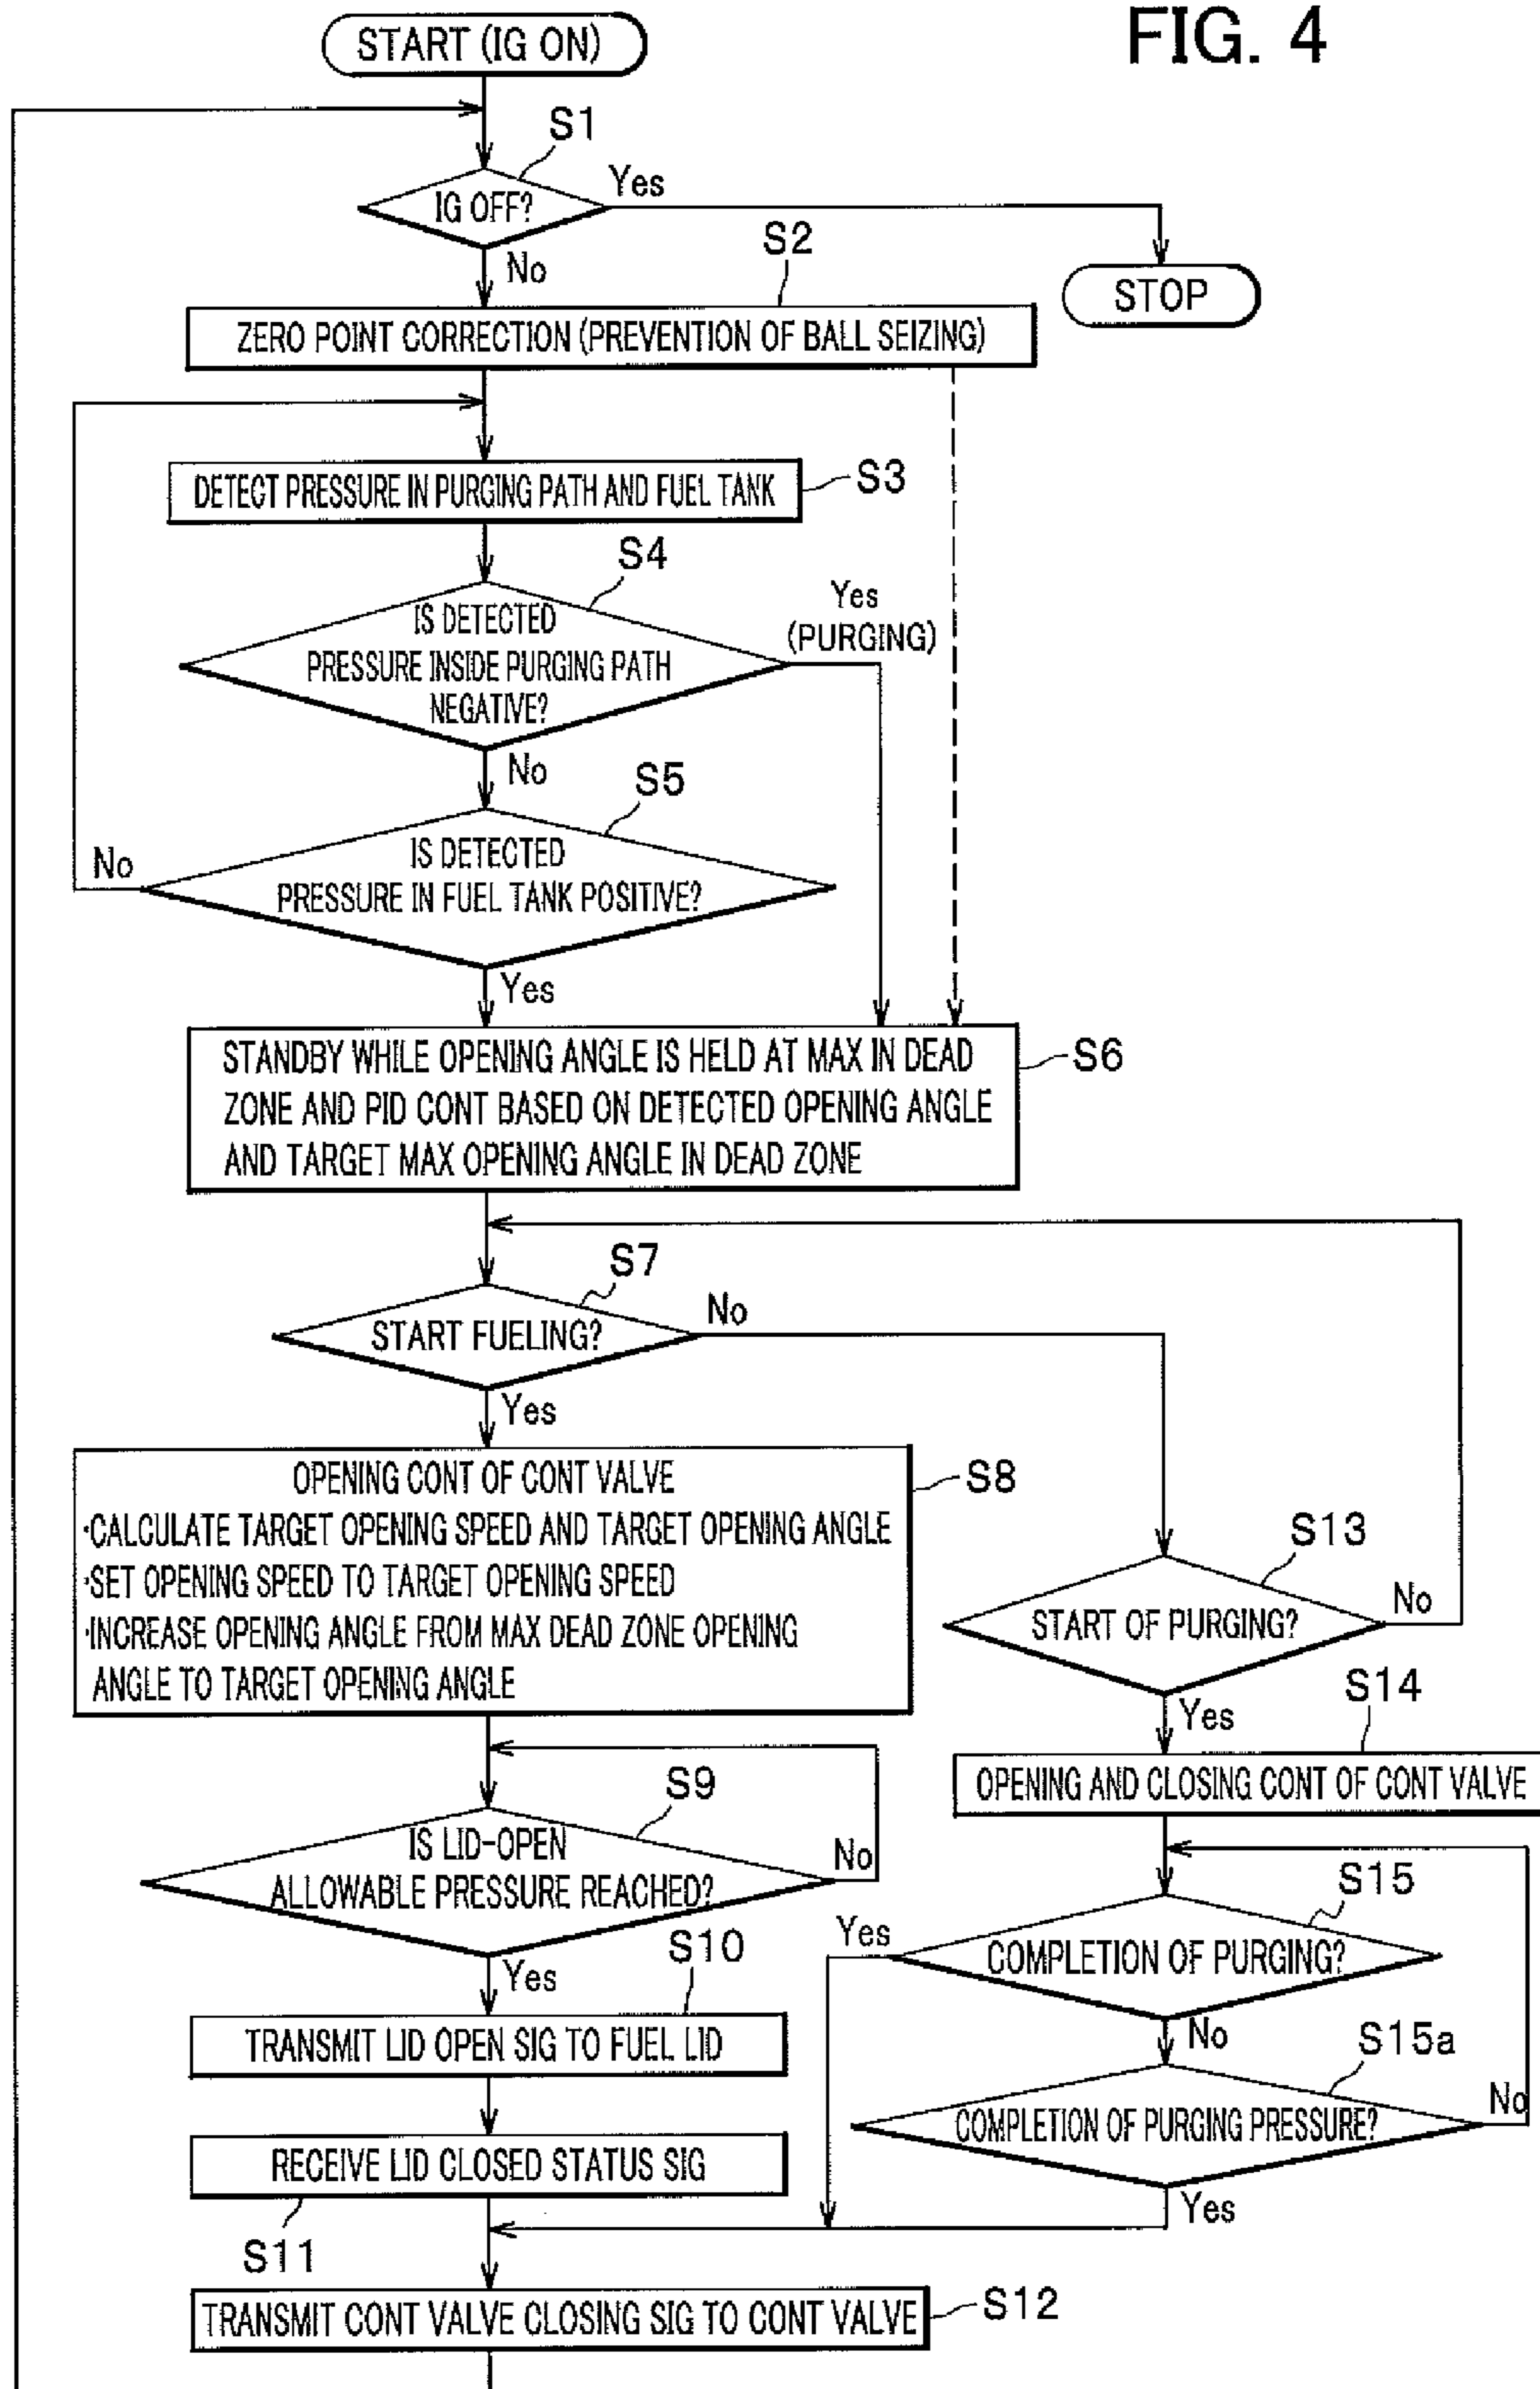 FIG. 4
START (IG ON)
S1
IG OFF?
Yes
No
STOP
S2
ZERO POINT CORRECTION (PREVENTION OF BALL SEIZING)
DETECT PRESSURE IN PURGING PATH AND FUEL TANK
S3
S4
IS DETECTED
PRESSURE INSIDE PURGING PATH
NEGATIVE?
Yes
(PURGING)
No
S5
IS DETECTED
PRESSURE IN FUEL TANK POSITIVE?
No
Yes
STANDBY WHILE OPENING ANGLE IS HELD AT MAX IN DEAD
ZONE AND PID CONT BASED ON DETECTED OPENING ANGLE
AND TARGET MAX OPENING ANGLE IN DEAD ZONE
S6
S7
START FUELING?
No
Yes
OPENING CONT OF CONT VALVE
·CALCULATE TARGET OPENING SPEED AND TARGET OPENING ANGLE
·SET OPENING SPEED TO TARGET OPENING SPEED
·INCREASE OPENING ANGLE FROM MAX DEAD ZONE OPENING
ANGLE TO TARGET OPENING ANGLE
S8
S9
IS LID-OPEN
ALLOWABLE PRESSURE REACHED?
No
Yes
S10
TRANSMIT LID OPEN SIG TO FUEL LID
RECEIVE LID CLOSED STATUS SIG
S11
TRANSMIT CONT VALVE CLOSING SIG TO CONT VALVE
S12
S13
START OF PURGING?
No
Yes
S14
OPENING AND CLOSING CONT OF CONT VALVE
S15
COMPLETION OF PURGING?
Yes
No
S15a
COMPLETION OF PURGING PRESSURE?
No
Yes